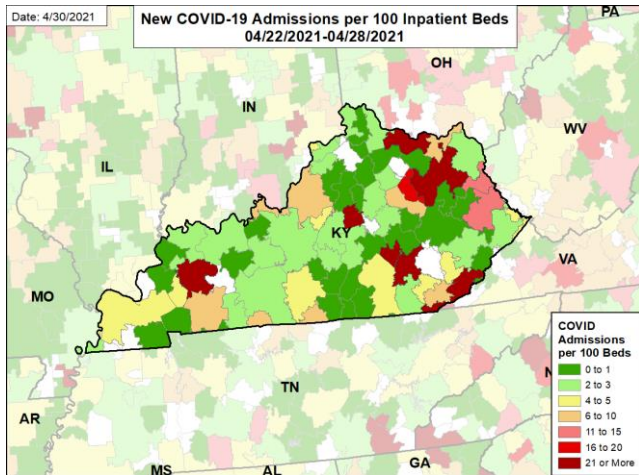 Date: 4/30/2021
New COVID-19 Admissions per 100 Inpatient Beds
04/22/2021-04/28/2021
PA
OH
IN
WV
IL
KY
VA
MO
TN
N
AR
MS
AL
GA
COVID
Admissions
per 100 Beds
0 to 1
2 to 3
4 to 5
6 to 10
11 to 15
16 to 20
21 or More